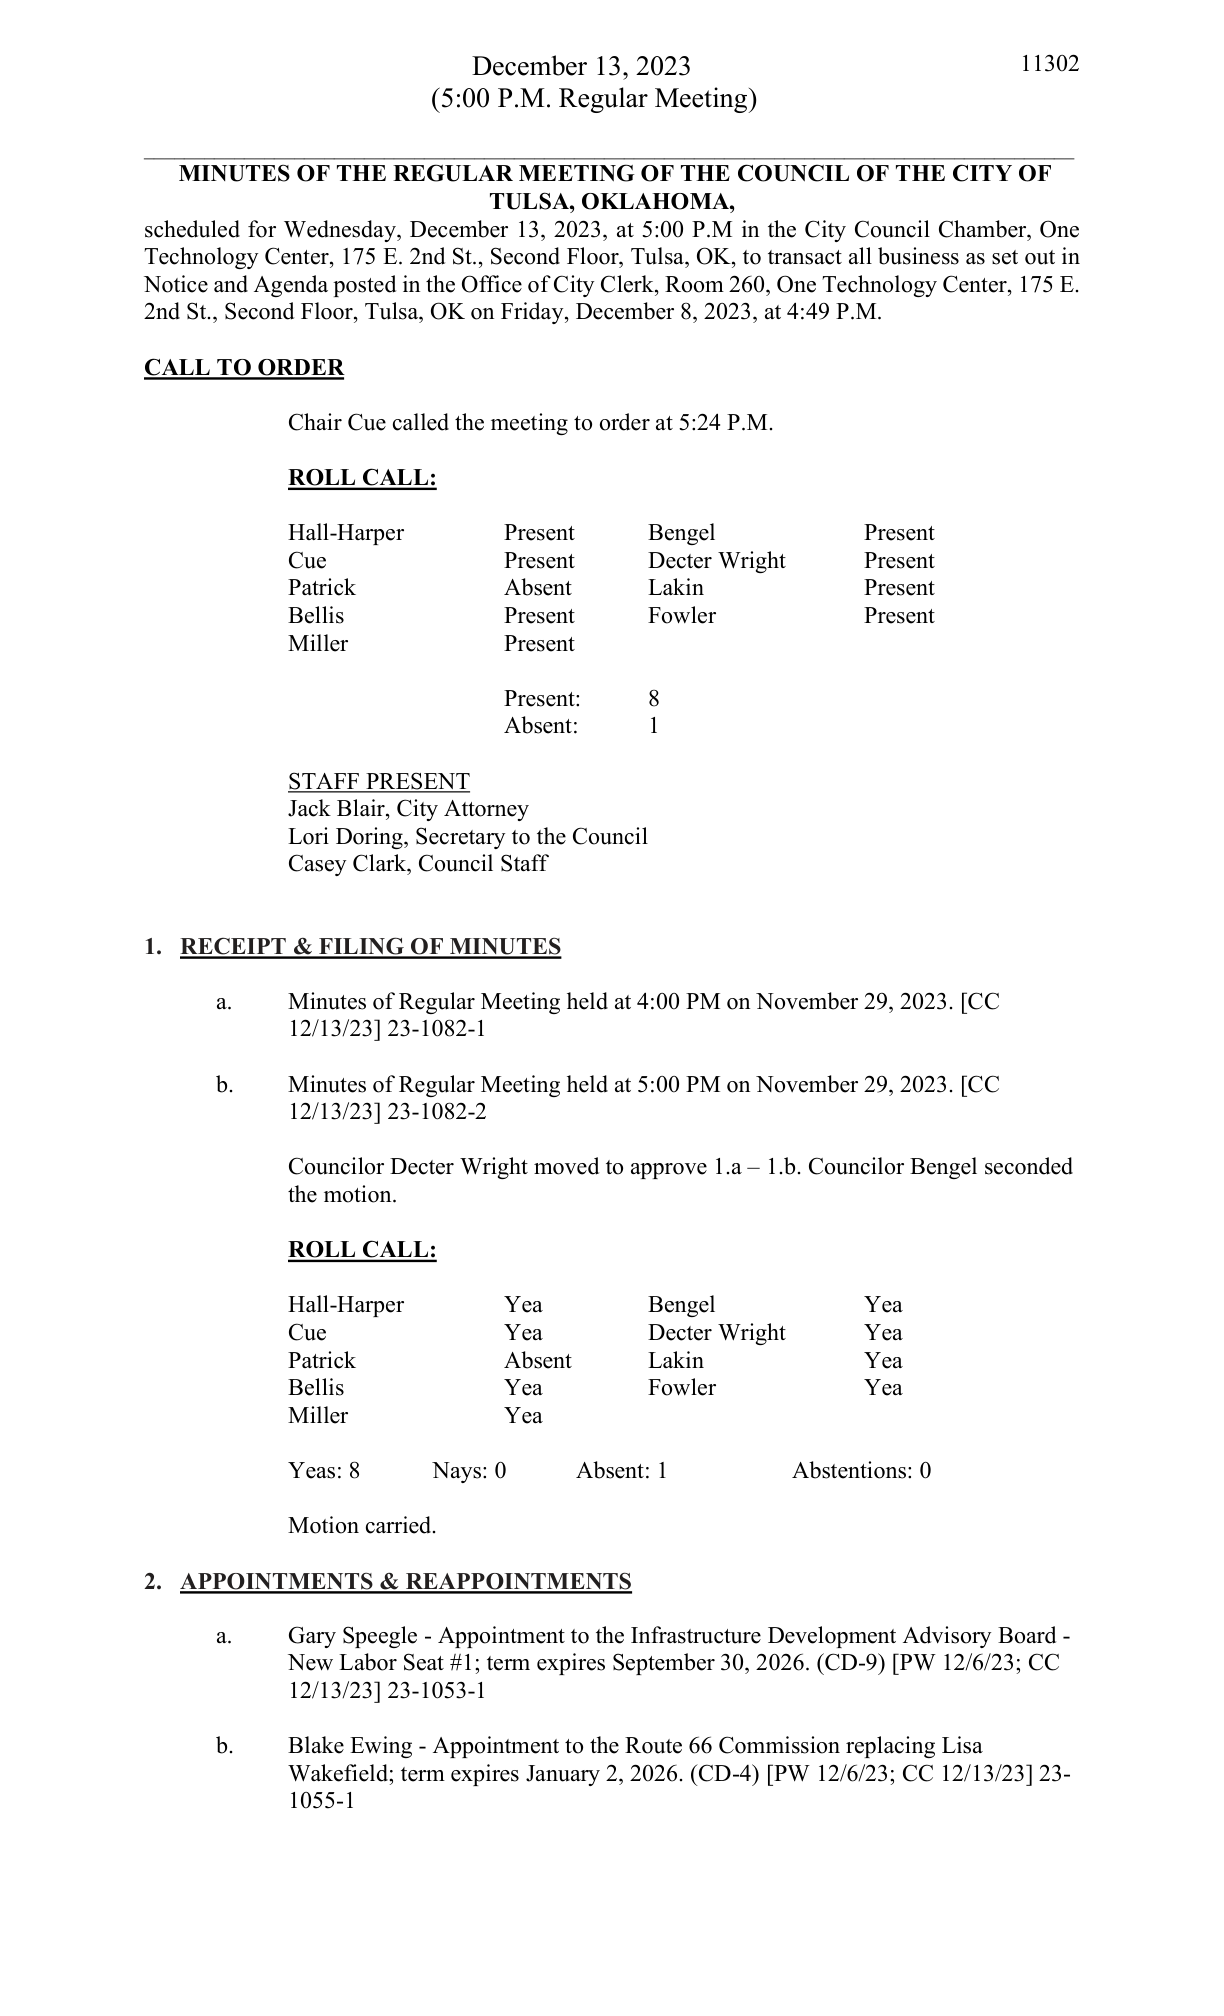 December 13, 2023 11302
(5:00 P.M. Regular Meeting)
MINUTES OF THE REGULAR MEETING OF THE COUNCIL OF THE CITY OF
TULSA, OKLAHOMA,
scheduled for Wednesday, December 13, 2023, at 5:00 P.M in the City Council Chamber, One
Technology Center, 175 E. 2nd St., Second Floor, Tulsa, OK, to transact all business as set out in
Notice and Agenda posted in the Office of City Clerk, Room 260, One Technology Center, 175 E.
2nd St., Second Floor, Tulsa, OK on Friday, December 8, 2023, at 4:49 P.M.
CALL TO ORDER
Chair Cue called the meeting to order at 5:24 P.M.
ROLL CALL:
Hall-Harper Present Bengel Present
Cue Present Decter Wright Present
Patrick Absent Lakin Present
Bellis Present Fowler Present
Miller Present
Present: 8
Absent: 1
STAFF PRESENT
Jack Blair, City Attorney
Lori Doring, Secretary to the Council
Casey Clark, Council Staff
1. RECEIPT & FILING OF MINUTES
a. Minutes of Regular Meeting held at 4:00 PM on November 29, 2023. [CC
12/13/23] 23-1082-1
b. Minutes of Regular Meeting held at 5:00 PM on November 29, 2023. [CC
12/13/23] 23-1082-2
Councilor Decter Wright moved to approve 1.a – 1.b. Councilor Bengel seconded
the motion.
ROLL CALL:
Hall-Harper Yea Bengel Yea
Cue Yea Decter Wright Yea
Patrick Absent Lakin Yea
Bellis Yea Fowler Yea
Miller Yea
Yeas: 8 Nays: 0 Absent: 1 Abstentions: 0
Motion carried.
2. APPOINTMENTS & REAPPOINTMENTS
a. Gary Speegle - Appointment to the Infrastructure Development Advisory Board -
New Labor Seat #1; term expires September 30, 2026. (CD-9) [PW 12/6/23; CC
12/13/23] 23-1053-1
b. Blake Ewing - Appointment to the Route 66 Commission replacing Lisa
Wakefield; term expires January 2, 2026. (CD-4) [PW 12/6/23; CC 12/13/23] 23-
1055-1